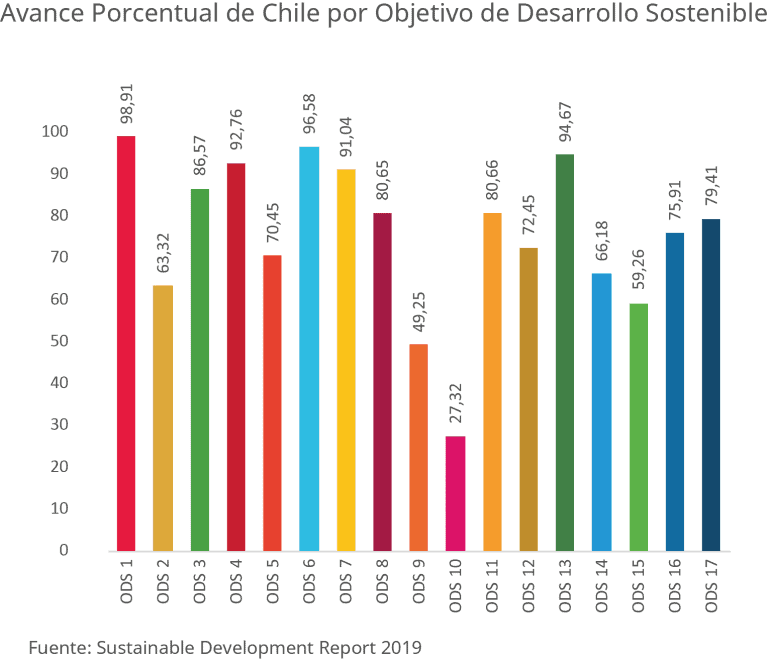 Avance Porcentual de Chile por Objetivo de Desarrollo Sostenible
100
90
80
70
60
50
40
30
20
10
0
98,91
63,32
86,57
92,76
70,45
96,58
91,04
80,65
49,25
27,32
80,66
72,45
94,67
66,18
59,26
75,91
79,41
ODS 1
ODS 2
ODS 3
ODS 4
ODS 5
ODS 6
ODS 7
ODS 8
ODS 9
ODS 10
ODS 11
ODS 12
ODS 13
ODS 14
ODS 15
ODS 16
ODS 17
Fuente: Sustainable Development Report 2019